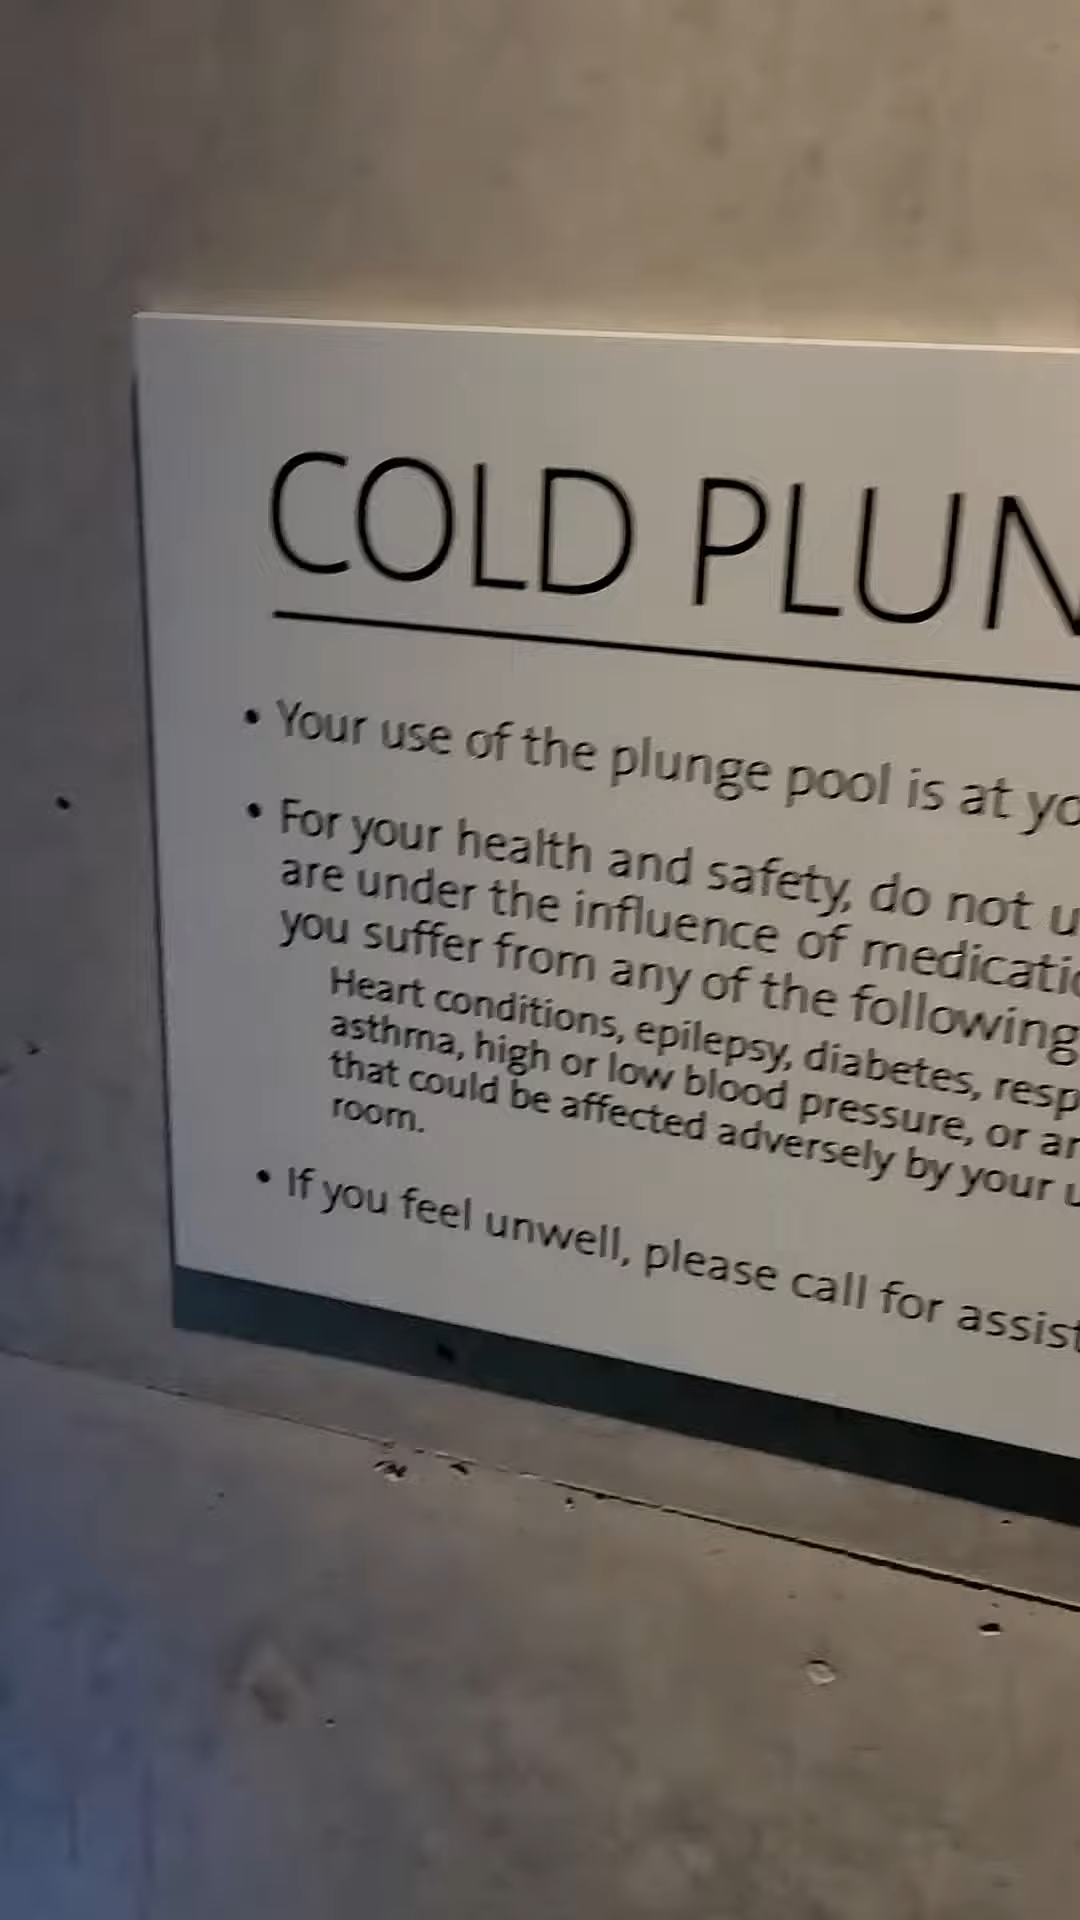 COLD PLUN
• Your use of the plunge pool is at yo
• For your health and safety, do not u
are under the influence of medicatio
you suffer from any of the following
Heart conditions, epilepsy, diabetes, resp
asthma, high or low blood pressure, or an
that could be affected adversely by your u
room.
• If you feel unwell, please call for assist